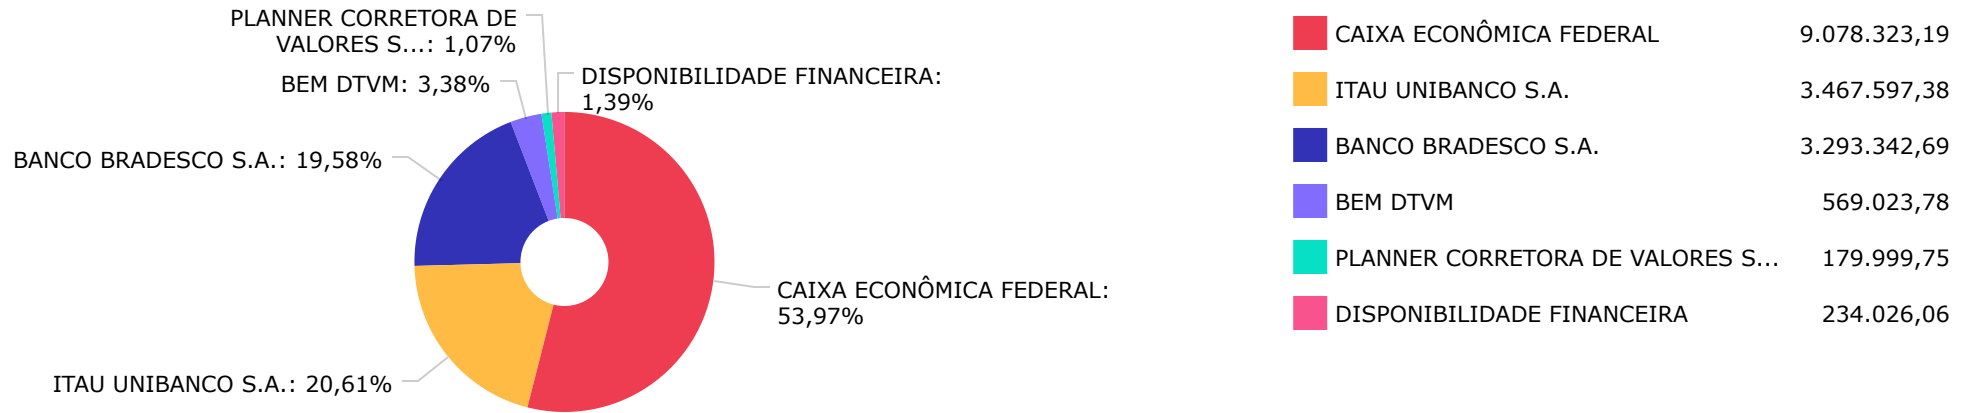 PLANNER CORRETORA DE
VALORES S...: 1,07%
BEM DTVM: 3,38%
DISPONIBILIDADE FINANCEIRA:
1,39%
BANCO BRADESCO S.A.: 19,58%
CAIXA ECONÔMICA FEDERAL:
53,97%
ITAU UNIBANCO S.A.: 20,61%
CAIXA ECONÔMICA FEDERAL 9.078.323,19
ITAU UNIBANCO S.A. 3.467.597,38
BANCO BRADESCO S.A. 3.293.342,69
BEM DTVM 569.023,78
PLANNER CORRETORA DE VALORES S... 179.999,75
DISPONIBILIDADE FINANCEIRA 234.026,06